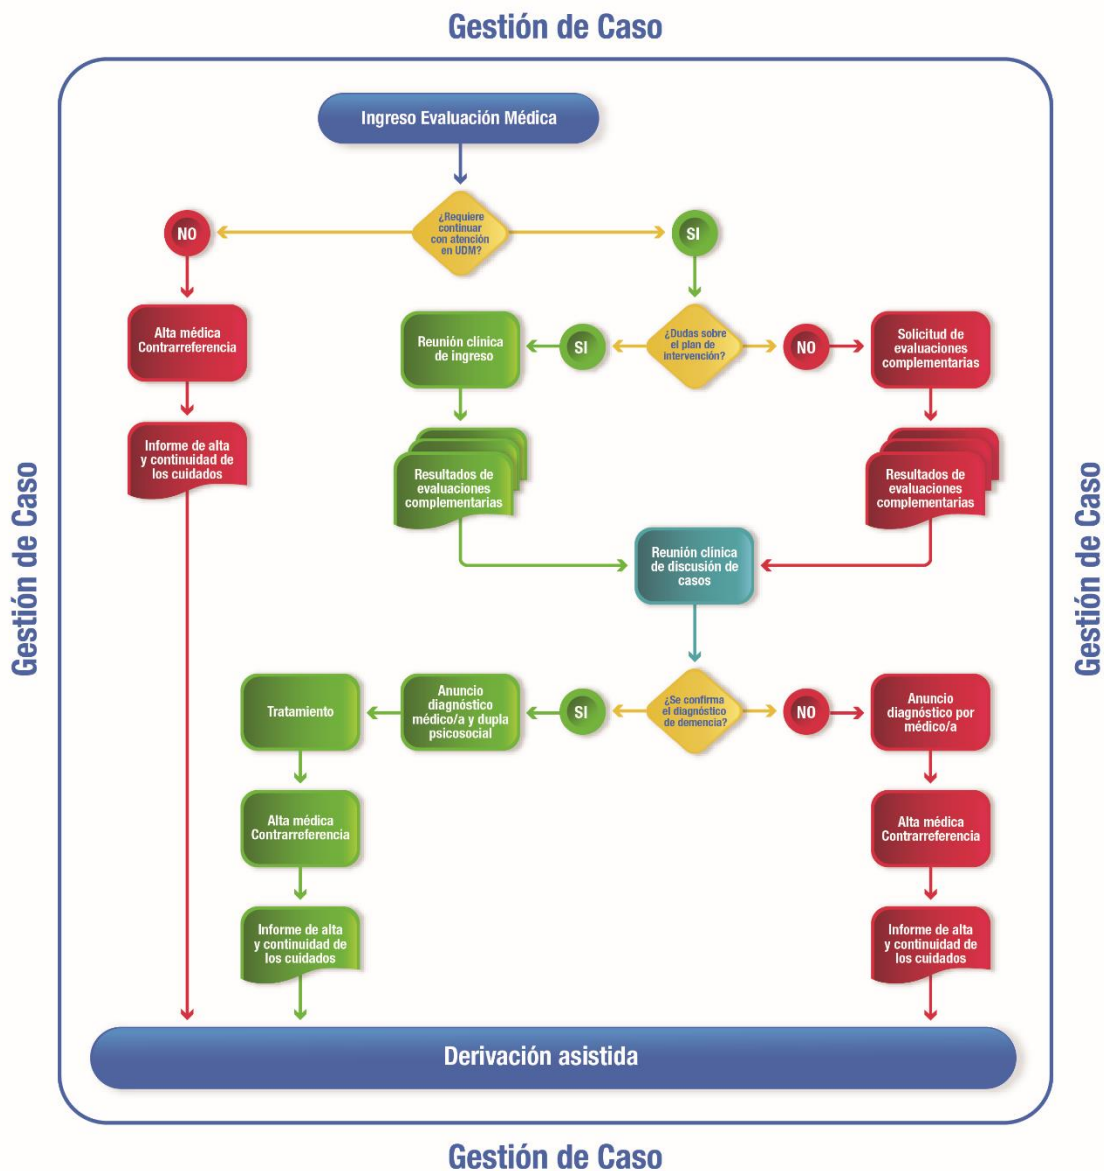 Gestión de Caso
Ingreso Evaluación Médica
¿Requiere
continuar
con atención
en UDM?
NO
SI
Alta médica
Contrarreferencia
Reunión clínica
de ingreso
SI
¿Dudas sobre
el plan de
intervención?
NO
Solicitud de
evaluaciones
complementarias
Informe de alta
y continuidad de
los cuidados
Resultados de
evaluaciones
complementarias
Resultados de
evaluaciones
complementarias
Gestión de Caso
Gestión de Caso
Reunión clínica
de discusión de
casos
Tratamiento
Anuncio
diagnóstico
médico/a y dupla
psicosocial
SI
¿Se confirma
el diagnóstico
de demencia?
NO
Anuncio
diagnóstico por
médico/a
Alta médica
Contrarreferencia
Alta médica
Contrarreferencia
Informe de alta
y continuidad de
los cuidados
Informe de alta
y continuidad de
los cuidados
Derivación asistida
Gestión de Caso